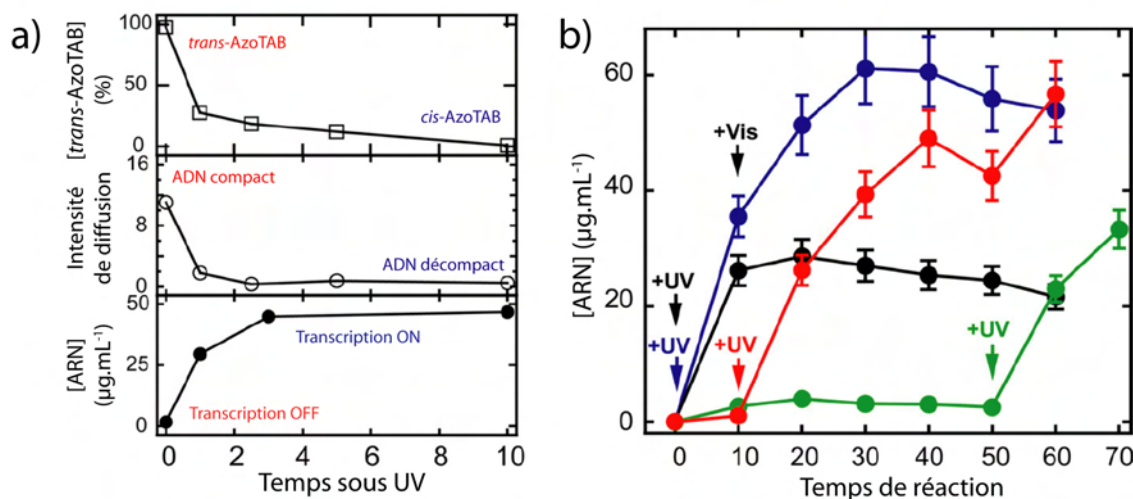 a)
[trans-AzoTAB]
(%)
100
50
0
trans-AzoTAB
cis-AzoTAB
Intensité
de diffusion
16
12
8
4
0
ADN compact
ADN décompact
[ARN]
(µg.mL-1)
50
25
0
Transcription ON
Transcription OFF
0 2 4 6 8 10
Temps sous UV
b)
[ARN] (µg.mL-1)
60
40
20
0
+Vis
+UV
+UV
+UV
+UV
0 10 20 30 40 50 60 70
Temps de réaction